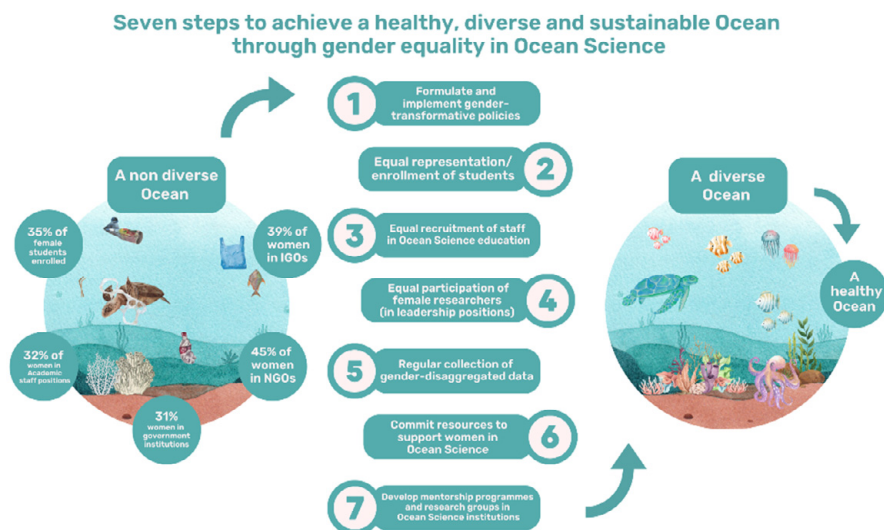 Seven steps to achieve a healthy, diverse and sustainable Ocean
through gender equality in Ocean Science
A non diverse
Ocean
35% of
female
students
enrolled
39% of
women
in IGOs
32% of
women in
Academic
staff positions
45% of
women
in NGOs
31%
women in
government
institutions
1
Formulate and
implement gender-
transformative policies
Equal representation/
enrollment of students
2
3
Equal recruitment of staff
in Ocean Science education
Equal participation of
female researchers
(in leadership positions)
4
5
Regular collection of
gender-disaggregated data
Commit resources to
support women in
Ocean Science
6
7
Develop mentorship programmes
and research groups in
Ocean Science institutions
A diverse
Ocean
A
healthy
Ocean